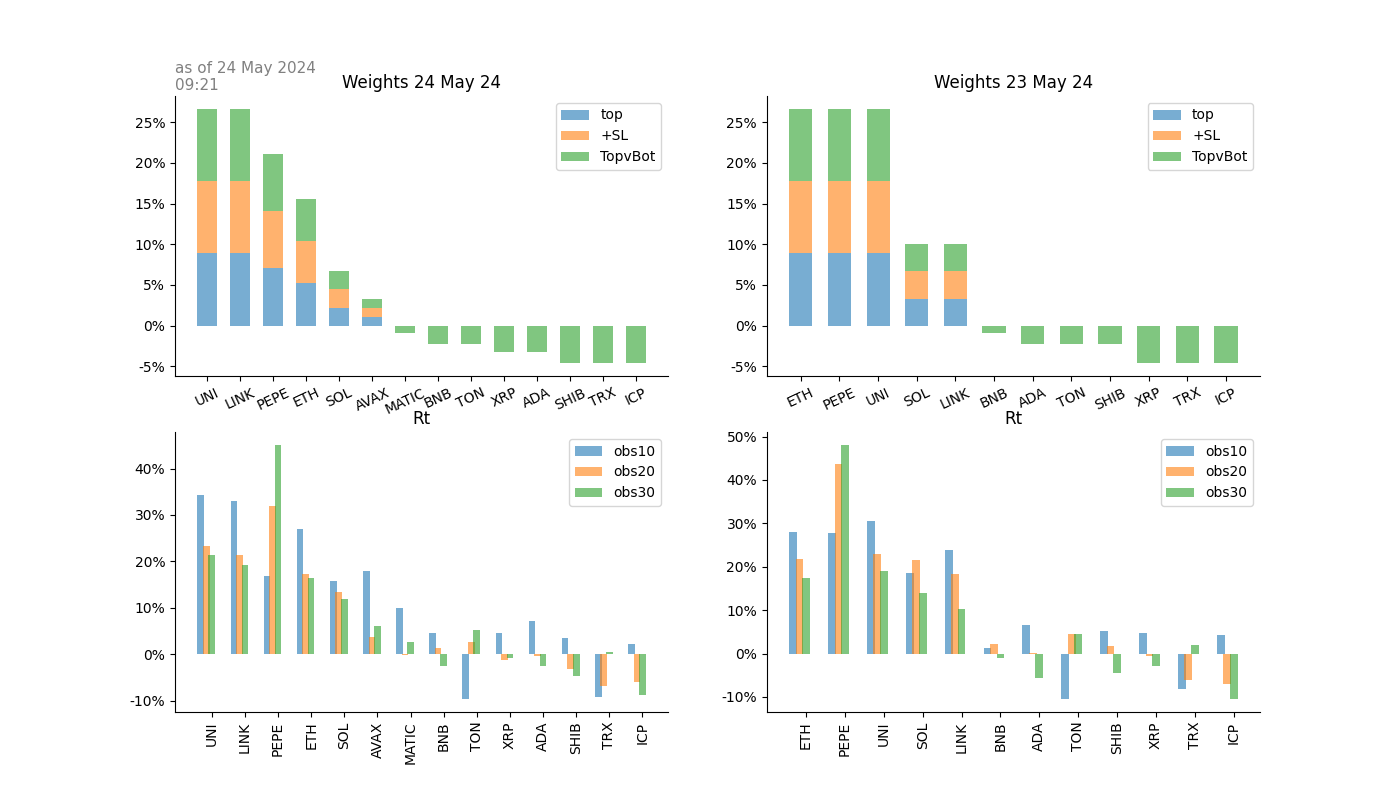 as of 24 May 2024
09:21
Weights 24 May 24
25%
20%
15%
10%
5%
0%
-5%
top
+SL
TopvBot
UNI LINK PEPE ETH SOL AVAX MATIC BNB TON XRP ADA SHIB TRX ICP
Weights 23 May 24
25%
20%
15%
10%
5%
0%
-5%
top
+SL
TopvBot
ETH PEPE UNI SOL LINK BNB ADA TON SHIB XRP TRX ICP
Rt
40%
30%
20%
10%
0%
-10%
obs10
obs20
obs30
UNI LINK PEPE ETH SOL AVAX MATIC BNB TON XRP ADA SHIB TRX ICP
Rt
50%
40%
30%
20%
10%
0%
-10%
obs10
obs20
obs30
ETH PEPE UNI SOL LINK BNB ADA TON SHIB XRP TRX ICP